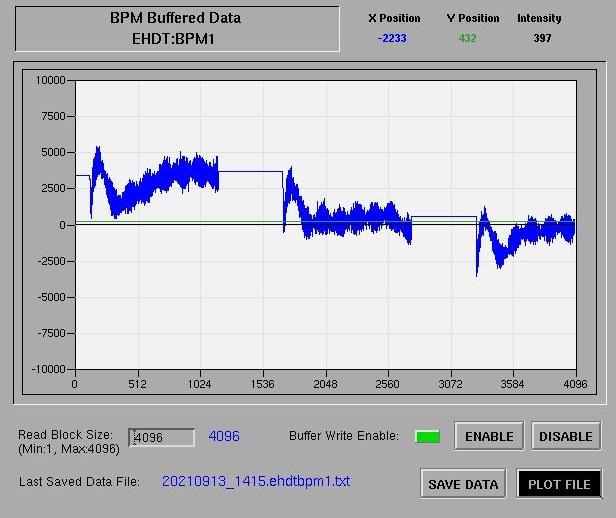 BPM Buffered Data
EHDT:BPM1
X Position Y Position Intensity
-2233 432 397
10000
7500
5000
2500
0
-2500
-5000
-7500
-10000
0 512 1024 1536 2048 2560 3072 3584 4096
Read Block Size: 4096 4096 Buffer Write Enable: ENABLE DISABLE
(Min:1, Max:4096)
Last Saved Data File: 20210913_1415.ehdtbpm1.txt SAVE DATA PLOT FILE